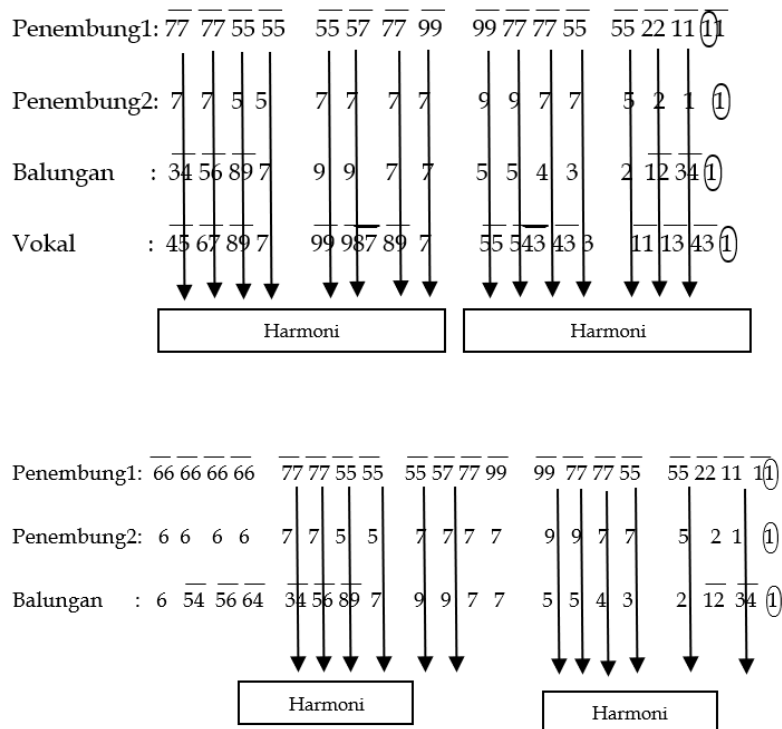 Penembung1: 77 77 55 55 55 57 77 99 99 77 77 55 55 22 11 11
Penembung2: 7 7 5 5 7 7 7 7 9 9 7 7 5 2 1 1
Balungan : 34 56 89 7 9 9 7 7 5 5 4 3 2 12 34 1
Vokal : 45 67 89 7 99 987 89 7 55 543 43 3 11 13 43 1
Harmoni Harmoni
Penembung1: 66 66 66 66 77 77 55 55 55 57 77 99 99 77 77 55 55 22 11 11
Penembung2: 6 6 6 6 7 7 5 5 7 7 7 7 9 9 7 7 5 2 1 1
Balungan : 6 54 56 64 34 56 89 7 9 9 7 7 5 5 4 3 2 12 34 1
Harmoni Harmoni